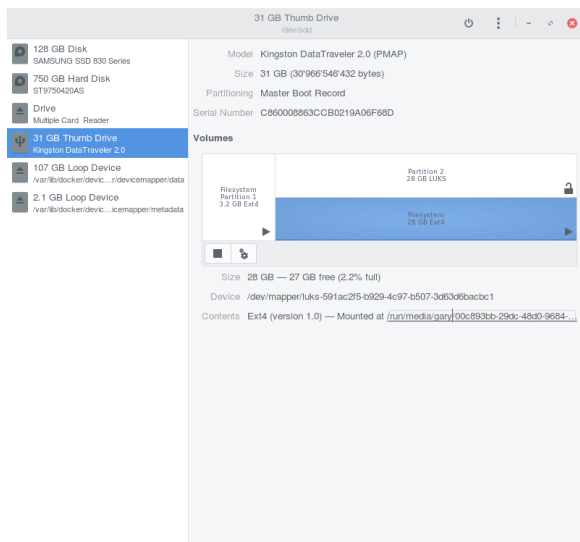 31 GB Thumb Drive
/dev/sdd
128 GB Disk
SAMSUNG SSD 830 Series
750 GB Hard Disk
ST9750420AS
Drive
Multiple Card Reader
31 GB Thumb Drive
Kingston DataTraveler 2.0
107 GB Loop Device
/var/lib/docker/devic…r/devicemapper/data
2.1 GB Loop Device
/var/lib/docker/devic…icemapper/metadata
Model Kingston DataTraveler 2.0 (PMAP)
Size 31 GB (30'966'546'432 bytes)
Partitioning Master Boot Record
Serial Number C860008863CCB0219A06F68D
Volumes
Filesystem
Partition 1
3.2 GB Ext4
Partition 2
28 GB LUKS
Filesystem
28 GB Ext4
Size 28 GB — 27 GB free (2.2% full)
Device /dev/mapper/luks-591ac2f5-b929-4c97-b507-3d63d6bacbc1
Contents Ext4 (version 1.0) — Mounted at /run/media/gary/00c893bb-29dc-48d0-9684-…